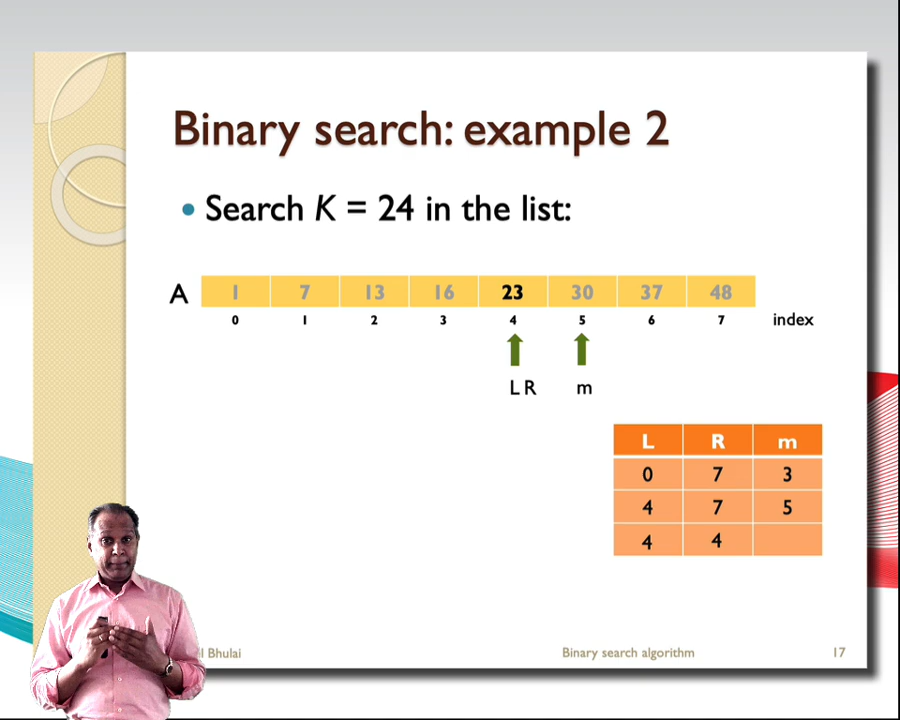 Binary search: example 2
• Search K = 24 in the list:
A 1 7 13 16 23 30 37 48
0 1 2 3 4 5 6 7 index
L R m
L R m
0 7 3
4 7 5
4 4
Bhulai Binary search algorithm 17